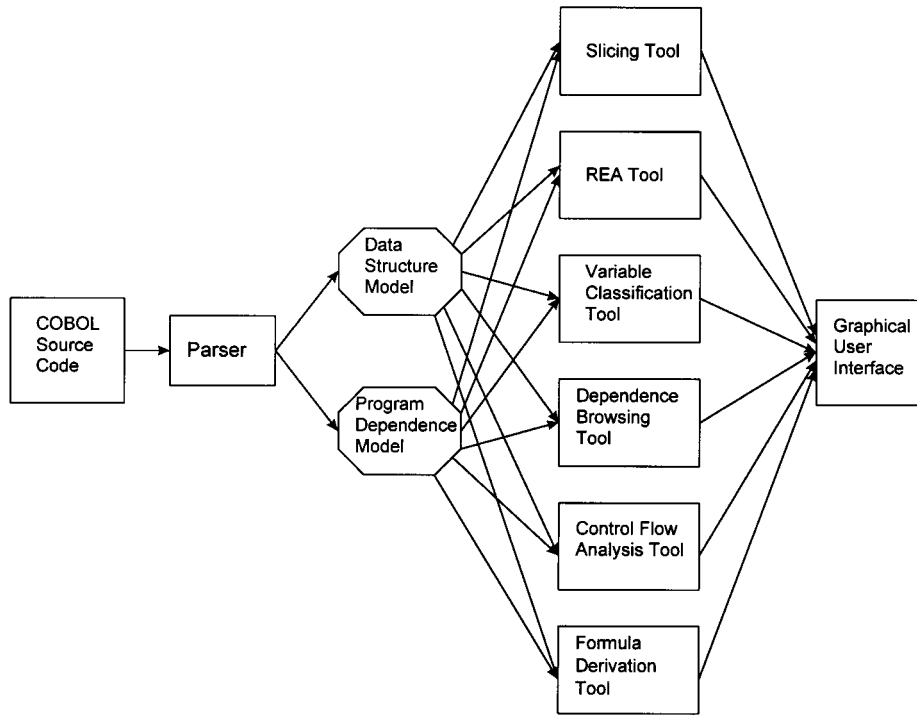 COBOL
Source
Code
Parser
Data
Structure
Model
Program
Dependence
Model
Slicing Tool
REA Tool
Variable
Classification
Tool
Dependence
Browsing
Tool
Control Flow
Analysis Tool
Formula
Derivation
Tool
Graphical
User
Interface